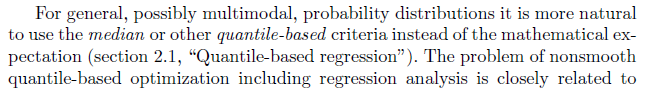 For general, possibly multimodal, probability distributions it is more natural
to use the median or other quantile-based criteria instead of the mathematical ex-
pectation (section 2.1, “Quantile-based regression”). The problem of nonsmooth
quantile-based optimization including regression analysis is closely related to